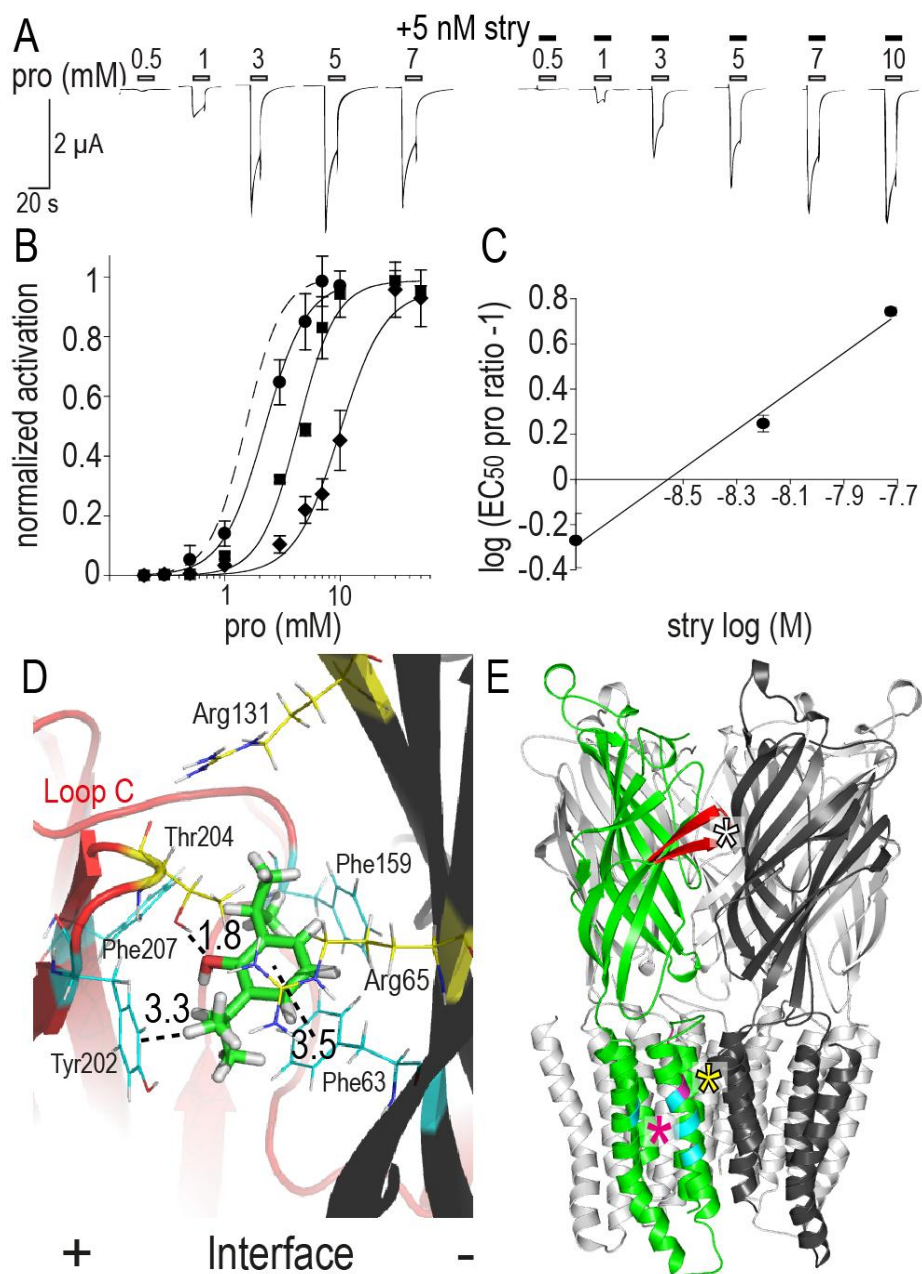 A
+5 nM stry
pro (mM)
0.5 1 3 5 7
0.5 1 3 5 7 10
2 µA
20 s
B
normalized activation
1
0.8
0.6
0.4
0.2
0
1 10
pro (mM)
C
log (EC50 pro ratio -1)
0.8
0.6
0.4
0.2
0
-0.2
-0.4
-8.5 -8.3 -8.1 -7.9 -7.7
stry log (M)
D
Arg131
Loop C
Thr204
Phe159
Phe207
1.8
Arg65
3.3
3.5
Tyr202
Phe63
+ Interface -
E
*
*
*